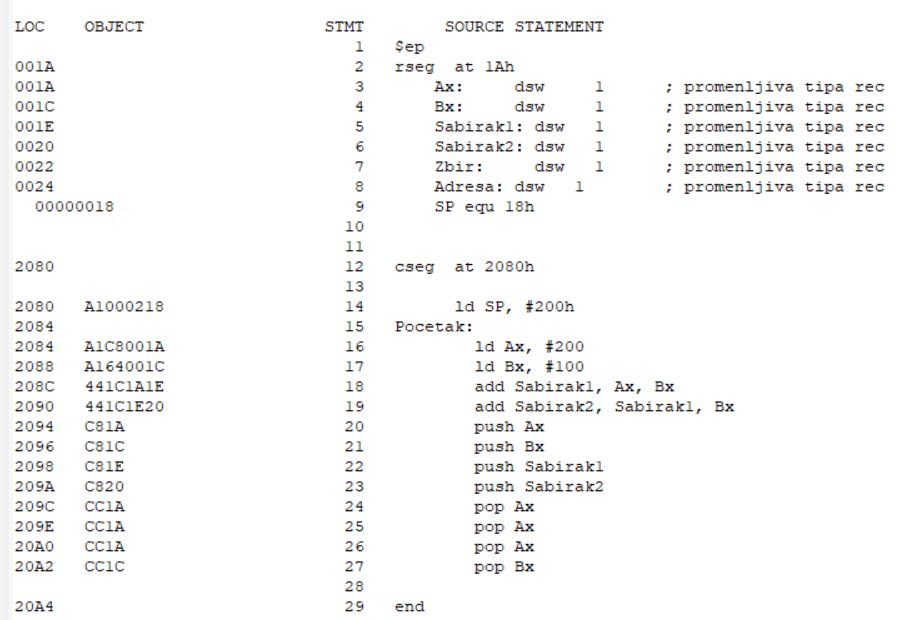 LOC OBJECT STMT SOURCE STATEMENT
1 $ep
001A 2 rseg at 1Ah
001A 3 Ax: dsw 1 ; promenljiva tipa rec
001C 4 Bx: dsw 1 ; promenljiva tipa rec
001E 5 Sabirak1: dsw 1 ; promenljiva tipa rec
0020 6 Sabirak2: dsw 1 ; promenljiva tipa rec
0022 7 Zbir: dsw 1 ; promenljiva tipa rec
0024 8 Adresa: dsw 1 ; promenljiva tipa rec
00000018 9 SP equ 18h
10
11
2080 12 cseg at 2080h
13
2080 A1000218 14 ld SP, #200h
2084 15 Pocetak:
2084 A1C8001A 16 ld Ax, #200
2088 A164001C 17 ld Bx, #100
208C 441C1A1E 18 add Sabirak1, Ax, Bx
2090 441C1E20 19 add Sabirak2, Sabirak1, Bx
2094 C81A 20 push Ax
2096 C81C 21 push Bx
2098 C81E 22 push Sabirak1
209A C820 23 push Sabirak2
209C CC1A 24 pop Ax
209E CC1A 25 pop Ax
20A0 CC1A 26 pop Ax
20A2 CC1C 27 pop Bx
28
20A4 29 end